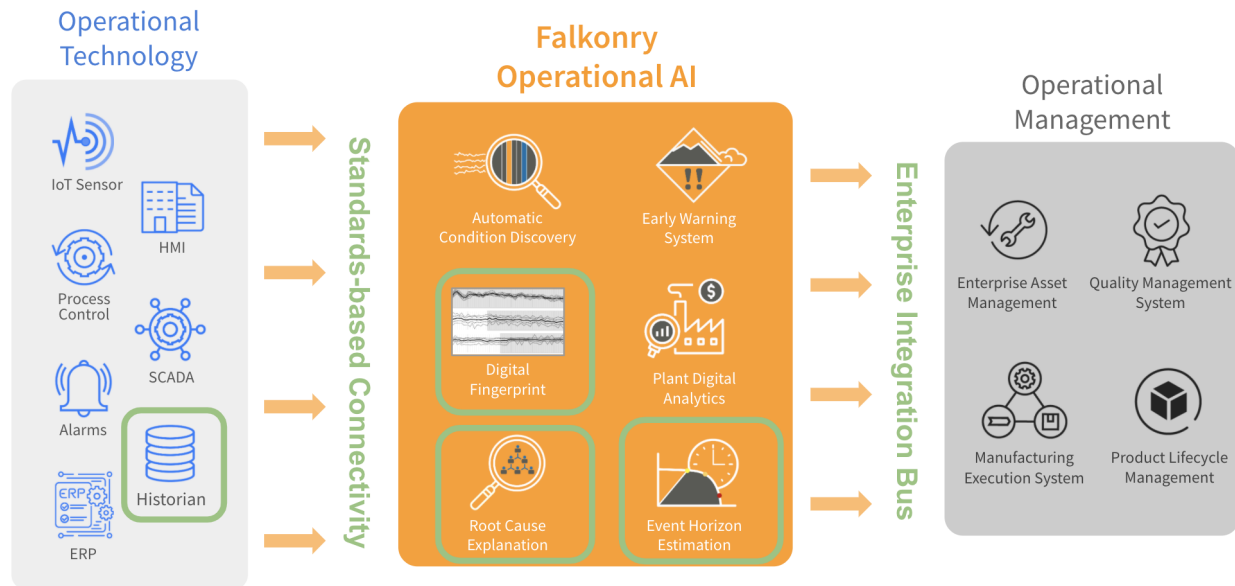 Operational
Technology
IoT Sensor
HMI
Process
Control
SCADA
Alarms
Historian
ERP
ERP
Standards-based Connectivity
Falkonry
Operational AI
Automatic
Condition Discovery
Early Warning
System
!!
Digital
Fingerprint
$
Plant Digital
Analytics
Root Cause
Explanation
Event Horizon
Estimation
Enterprise Integration Bus
Operational
Management
Enterprise Asset
Management
Quality Management
System
Manufacturing
Execution System
Product Lifecycle
Management